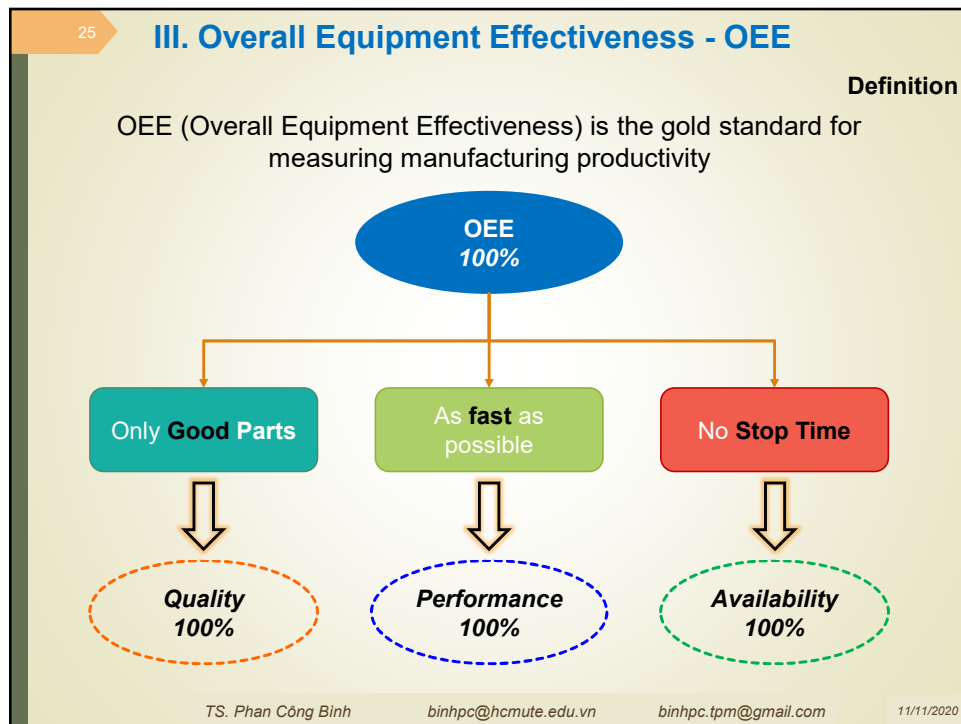 25
III. Overall Equipment Effectiveness - OEE
Definition
OEE (Overall Equipment Effectiveness) is the gold standard for
measuring manufacturing productivity
OEE
100%
Only Good Parts
As fast as
possible
No Stop Time
Quality
100%
Performance
100%
Availability
100%
TS. Phan Công Bình
binhpc@hcmute.edu.vn
binhpc.tpm@gmail.com
11/11/2020